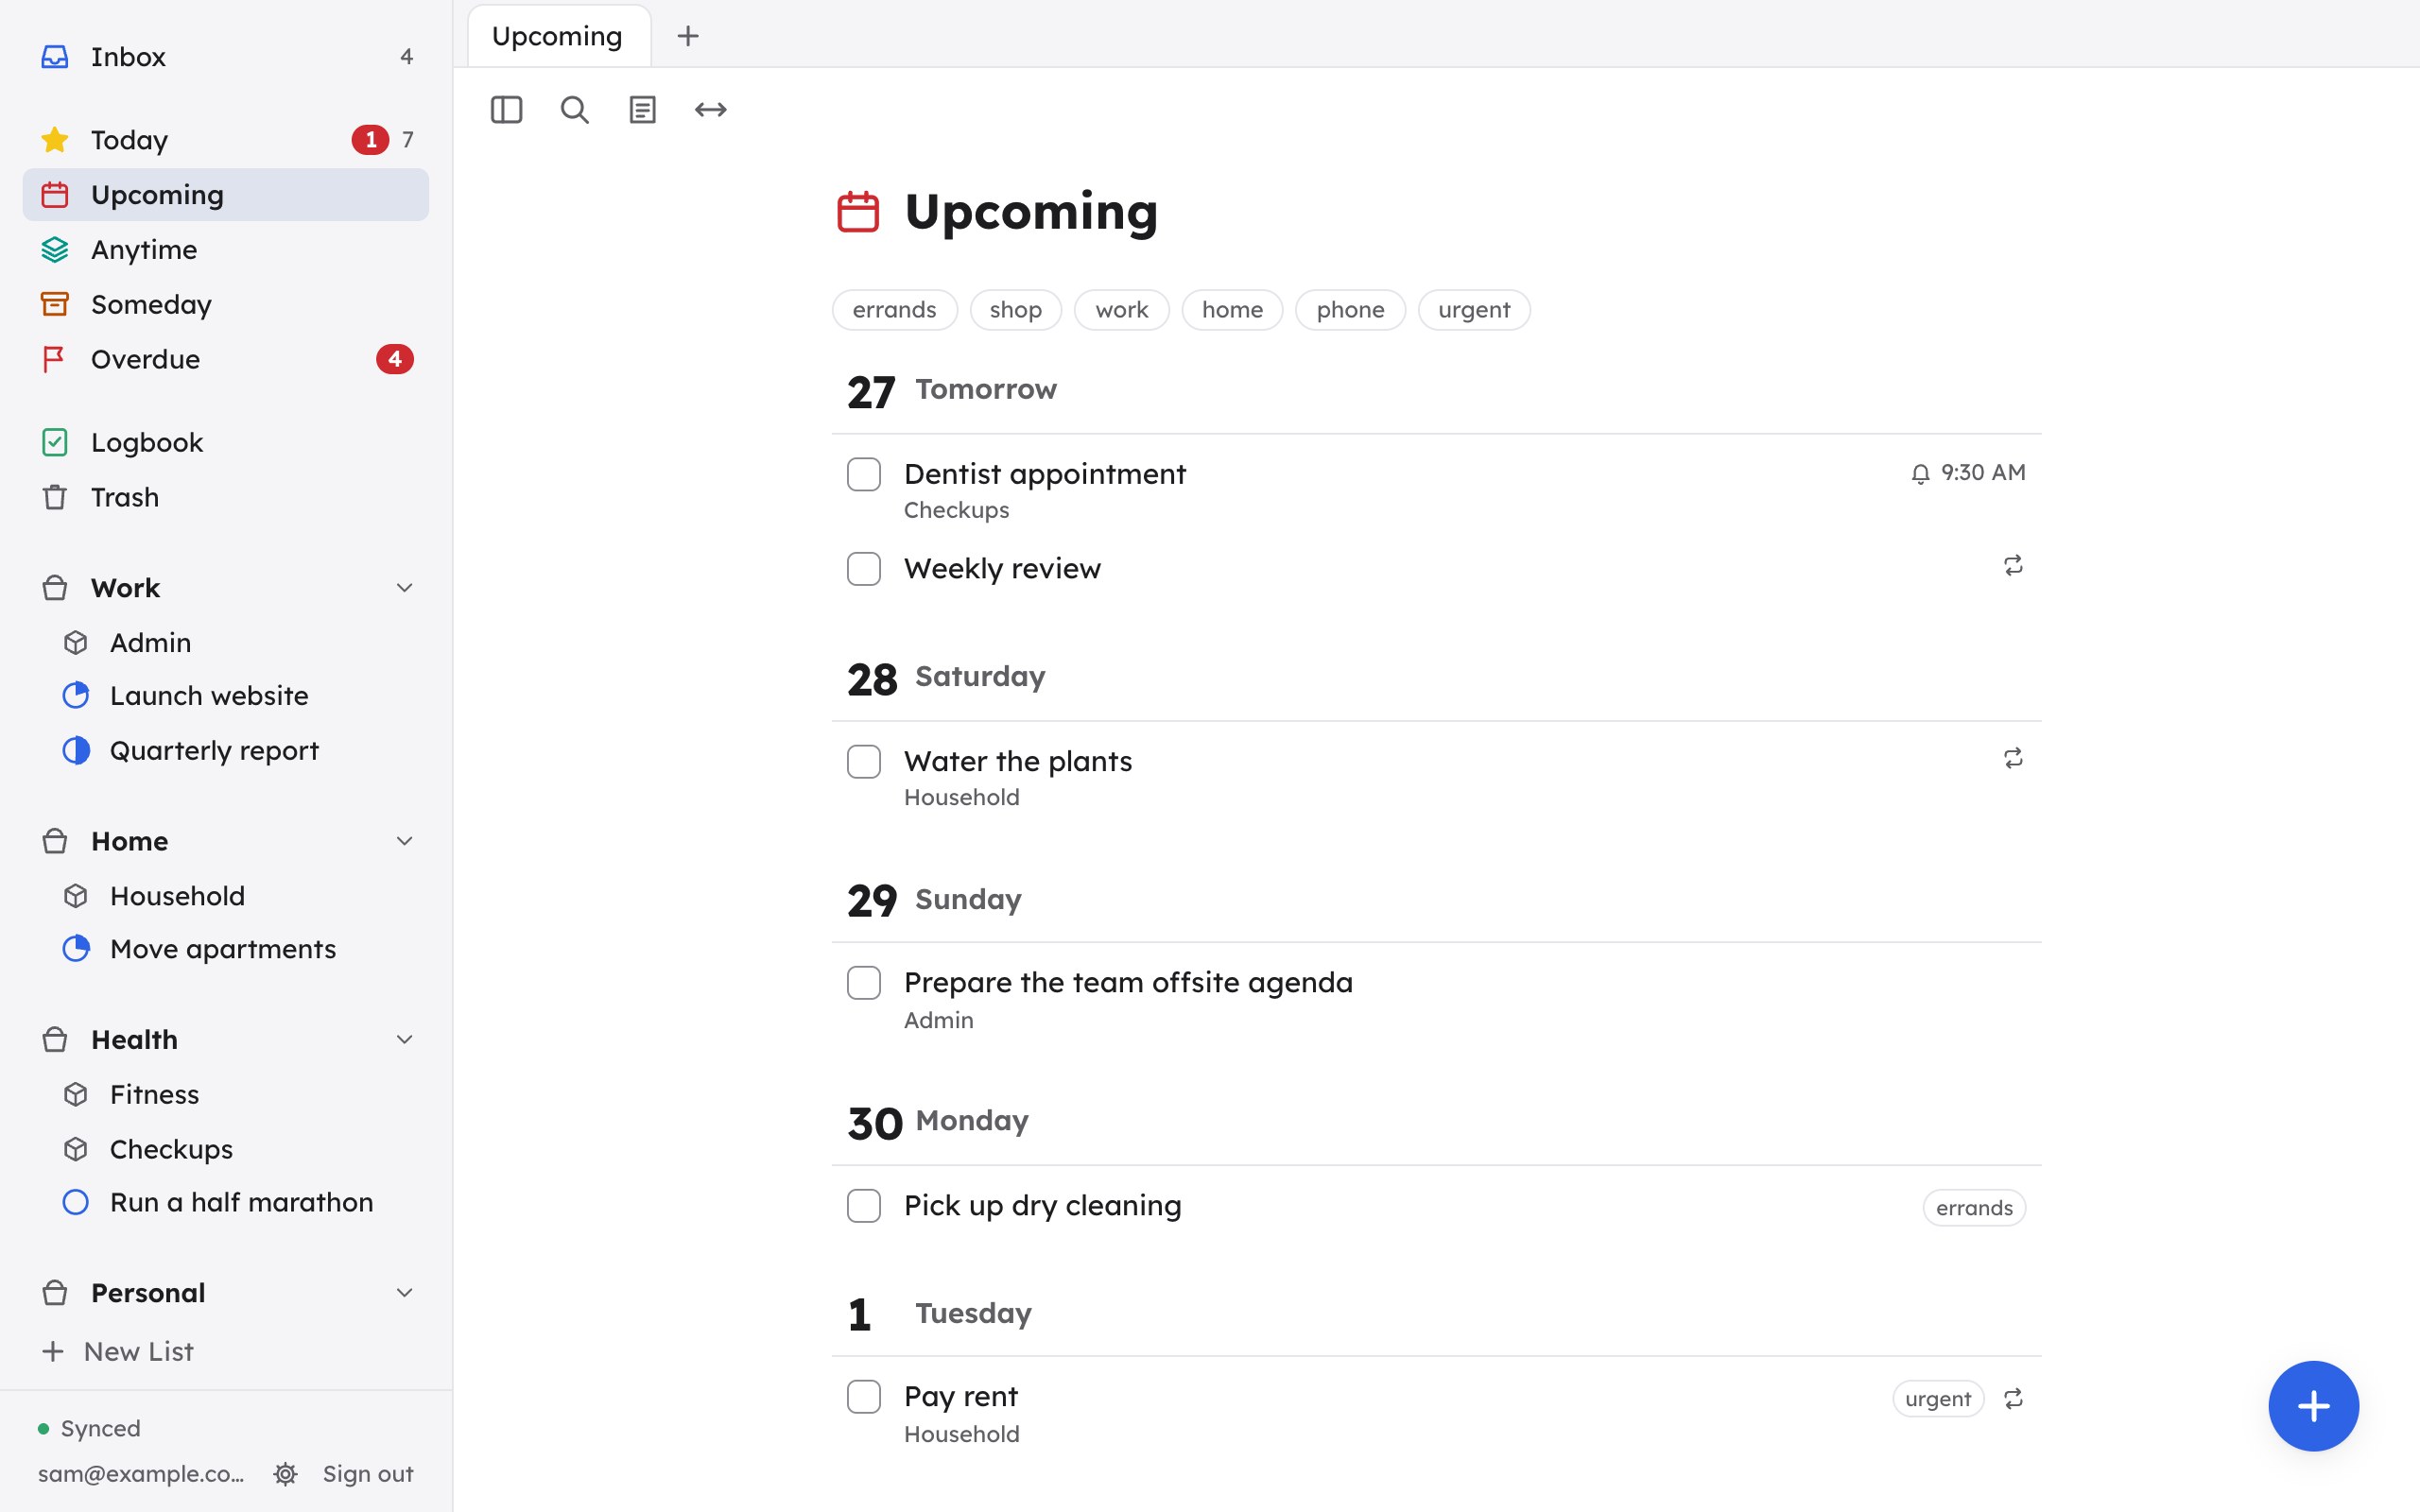 Inbox 4
Today 1 7
Upcoming
Anytime
Someday
Overdue 4
Logbook
Trash
Work
Admin
Launch website
Quarterly report
Home
Household
Move apartments
Health
Fitness
Checkups
Run a half marathon
Personal
New List
Synced
sam@example.co... Sign out
Upcoming
Upcoming
errands shop work home phone urgent
27 Tomorrow
Dentist appointment 9:30 AM
Checkups
Weekly review
28 Saturday
Water the plants
Household
29 Sunday
Prepare the team offsite agenda
Admin
30 Monday
Pick up dry cleaning errands
1 Tuesday
Pay rent urgent
Household